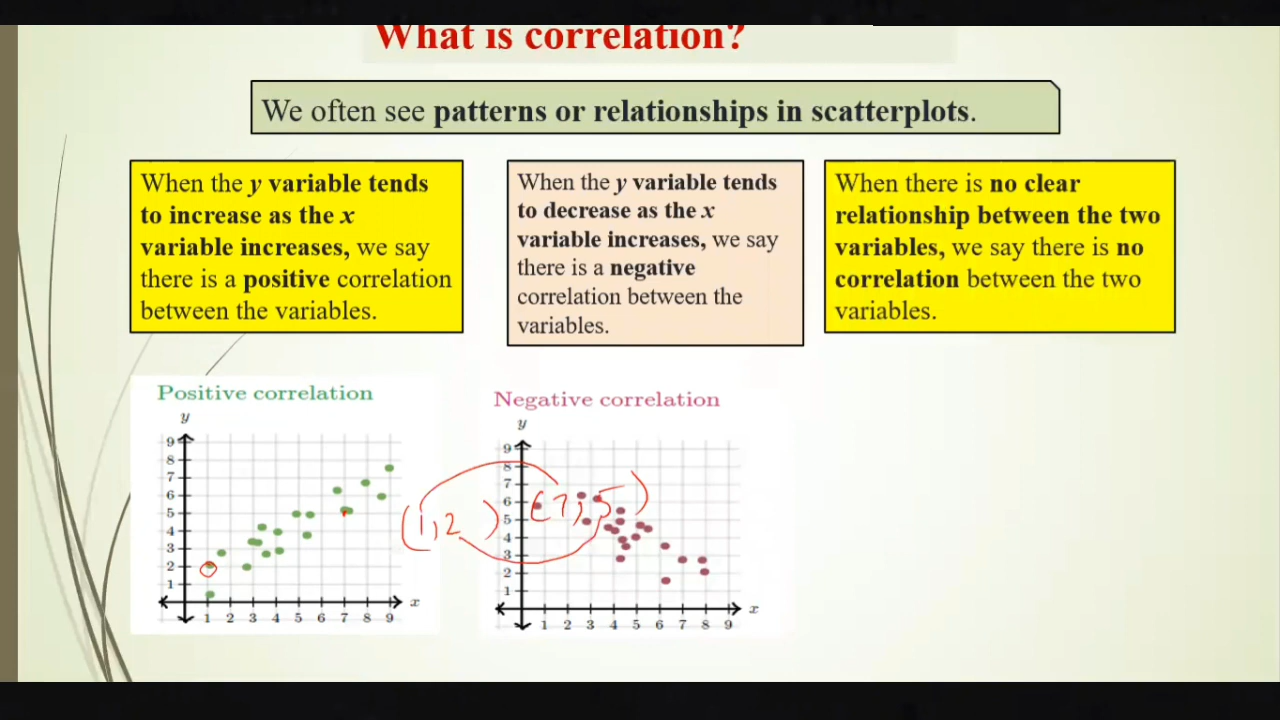 What is correlation?
We often see patterns or relationships in scatterplots.
When the y variable tends
to increase as the x
variable increases, we say
there is a positive correlation
between the variables.
When the y variable tends
to decrease as the x
variable increases, we say
there is a negative
correlation between the
variables.
When there is no clear
relationship between the two
variables, we say there is no
correlation between the two
variables.
Positive correlation
y
9
8
7
6
5
4
3
2
1
1 2 3 4 5 6 7 8 9 x
(1,2) (7,5)
Negative correlation
y
9
8
7
6
5
4
3
2
1
1 2 3 4 5 6 7 8 9 x